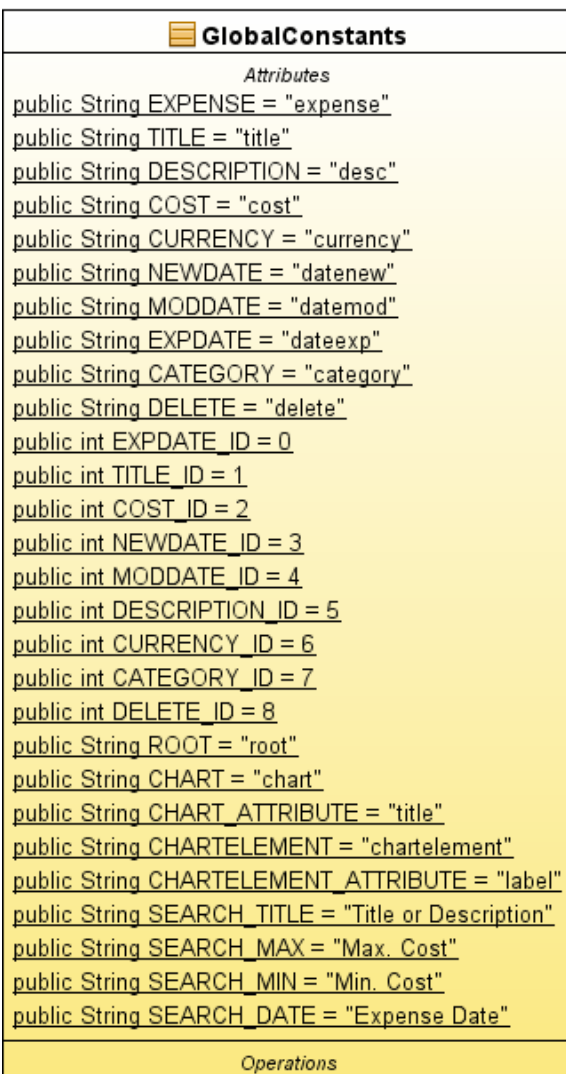 GlobalConstants
Attributes
public String EXPENSE = "expense"
public String TITLE = "title"
public String DESCRIPTION = "desc"
public String COST = "cost"
public String CURRENCY = "currency"
public String NEWDATE = "datenew"
public String MODDATE = "datemod"
public String EXPDATE = "dateexp"
public String CATEGORY = "category"
public String DELETE = "delete"
public int EXPDATE_ID = 0
public int TITLE_ID = 1
public int COST_ID = 2
public int NEWDATE_ID = 3
public int MODDATE_ID = 4
public int DESCRIPTION_ID = 5
public int CURRENCY_ID = 6
public int CATEGORY_ID = 7
public int DELETE_ID = 8
public String ROOT = "root"
public String CHART = "chart"
public String CHART_ATTRIBUTE = "title"
public String CHARTELEMENT = "chartelement"
public String CHARTELEMENT_ATTRIBUTE = "label"
public String SEARCH_TITLE = "Title or Description"
public String SEARCH_MAX = "Max. Cost"
public String SEARCH_MIN = "Min. Cost"
public String SEARCH_DATE = "Expense Date"
Operations